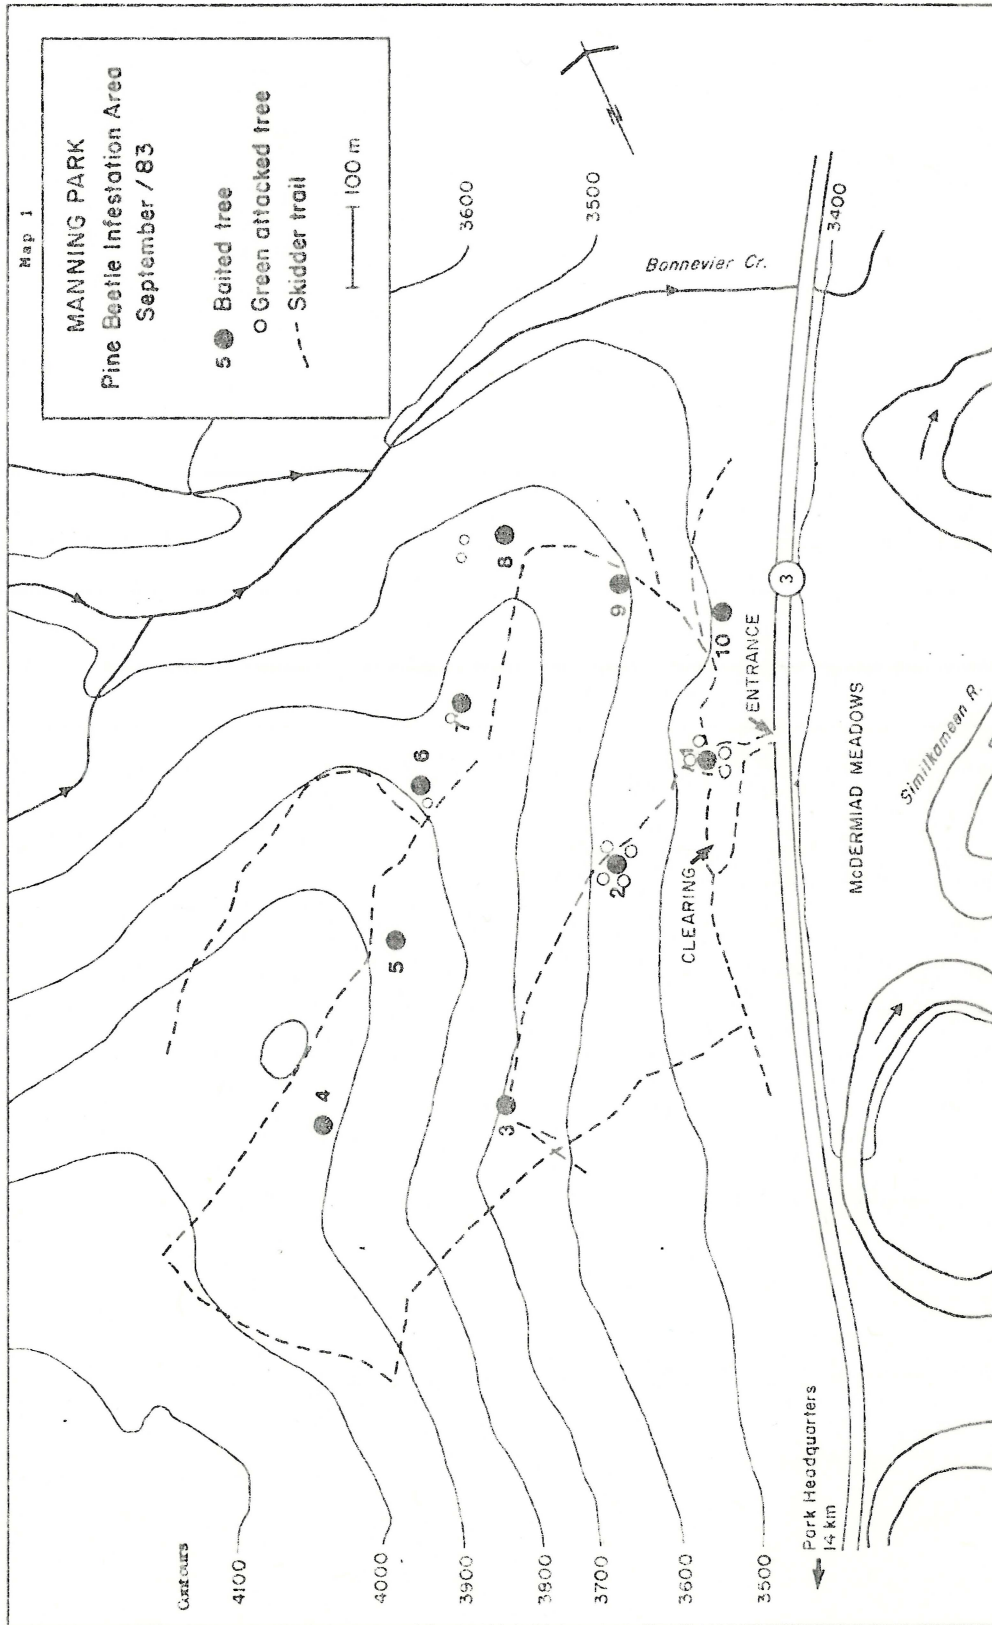 Map 1
MANNING PARK
Pine Beetle Infestation Area
September / 83
5 Baited tree
Green attacked tree
Skidder trail
100 m
3600
3500
Bonnevier Cr.
3400
8
9
10
7
6
5
4
3
2
1
ENTRANCE
3
CLEARING
McDERMIAD MEADOWS
Similkameen R.
Contours
4100
4000
3900
3800
3700
3600
3500
Park Headquarters
14 km